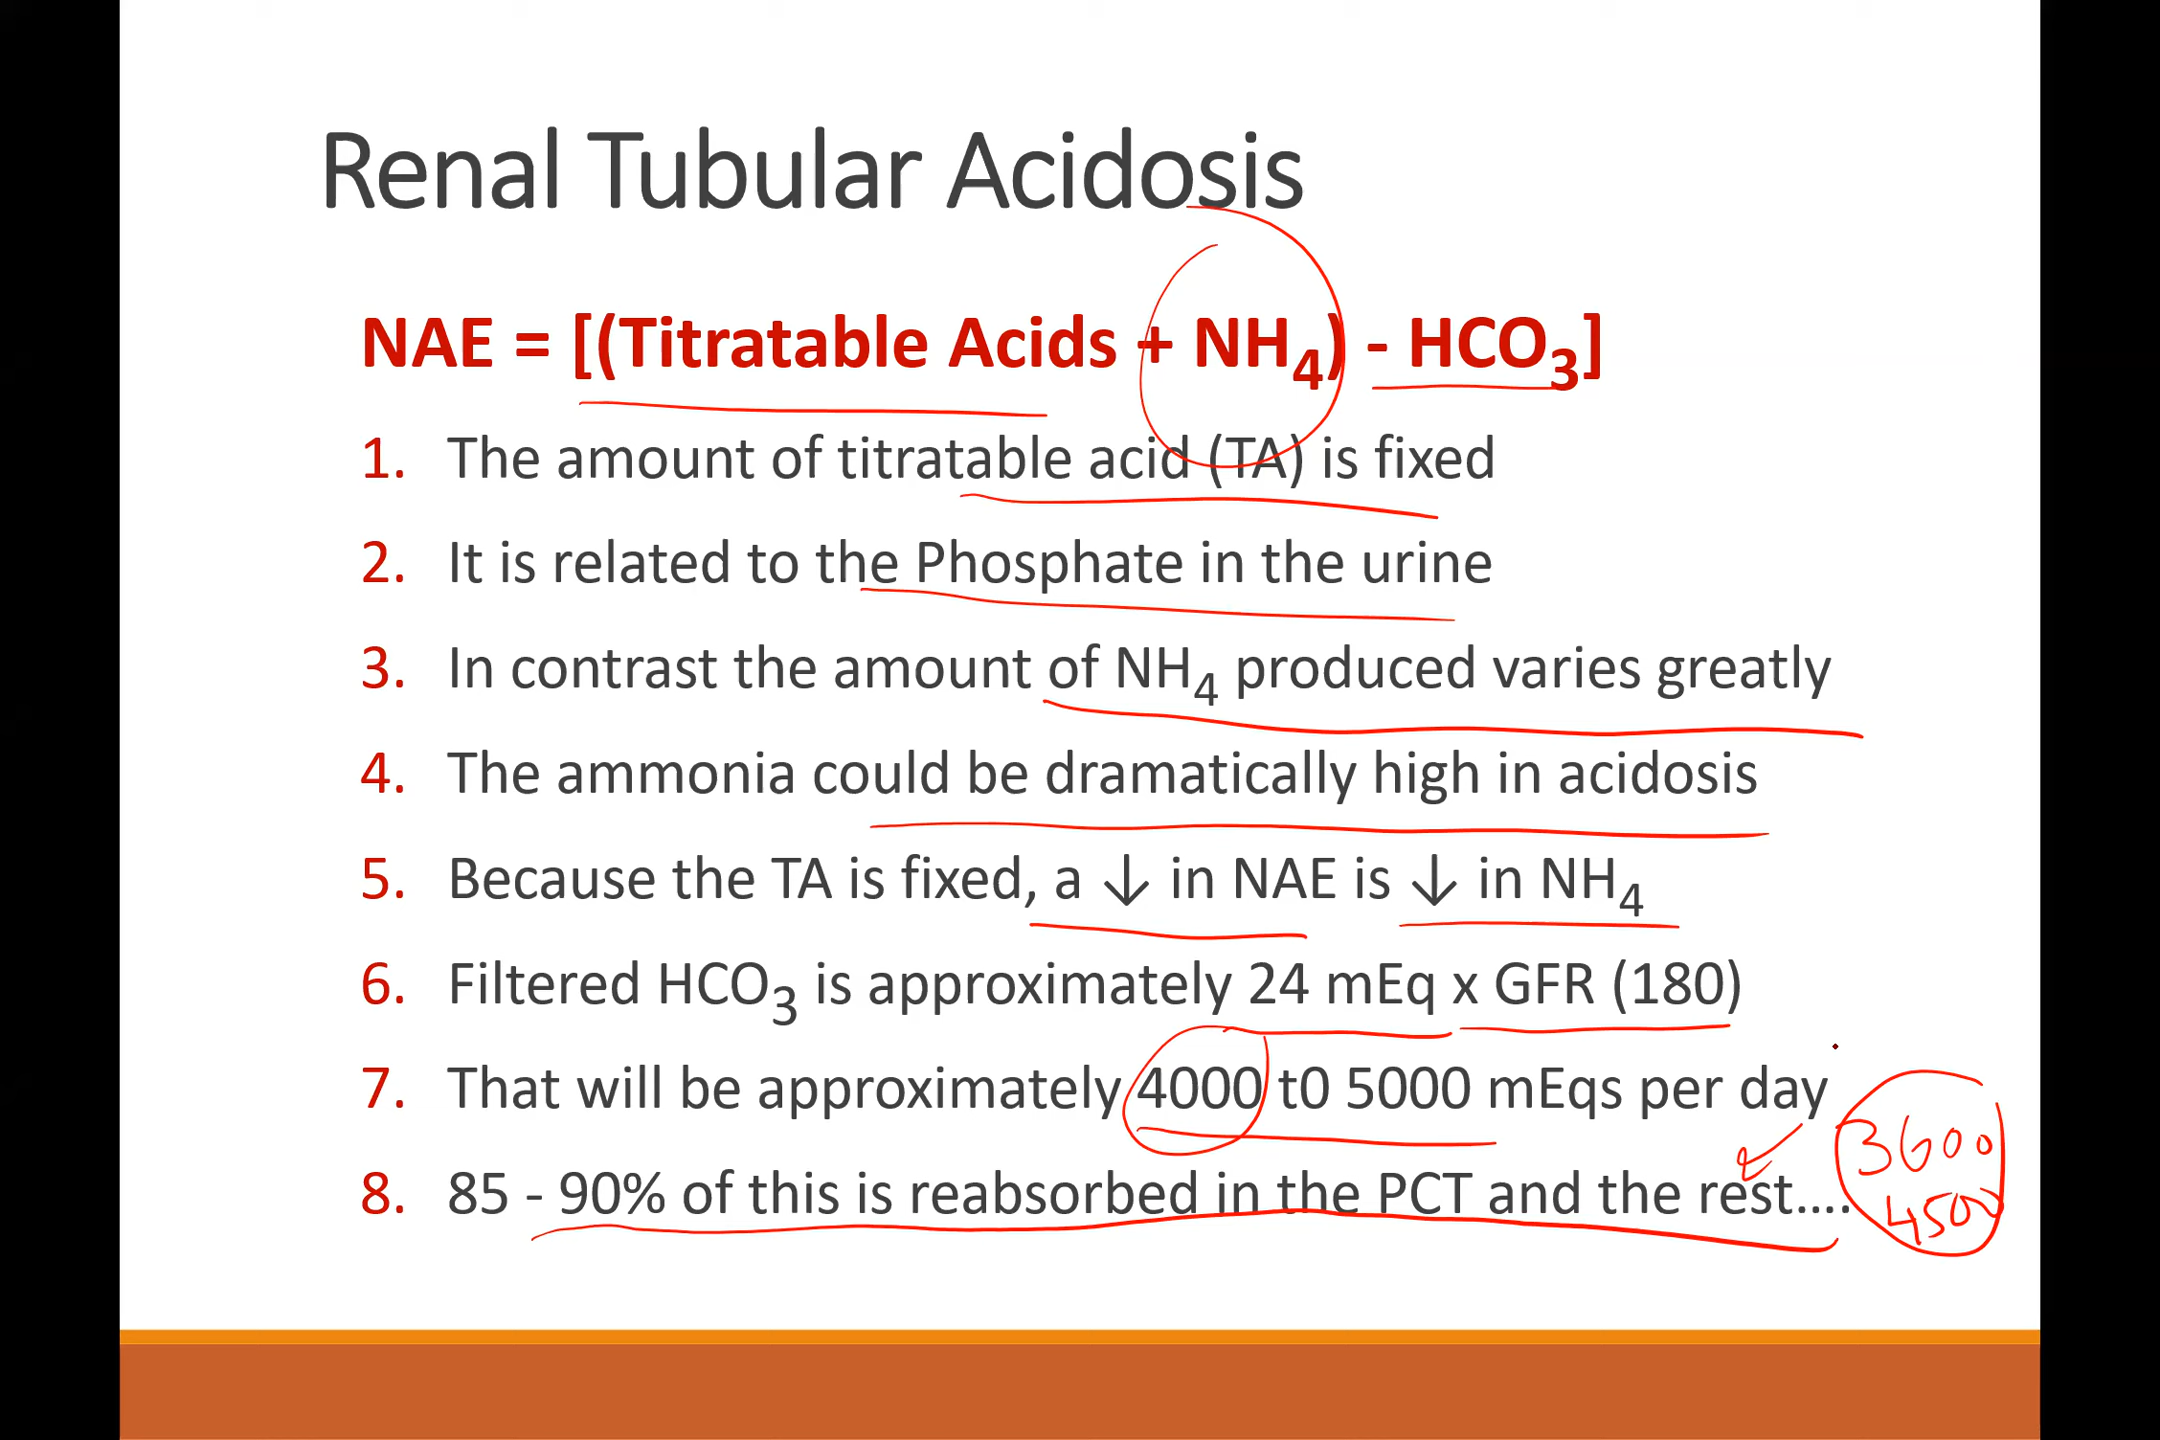 Renal Tubular Acidosis
NAE = [(Titratable Acids + NH4) - HCO3]
1. The amount of titratable acid (TA) is fixed
2. It is related to the Phosphate in the urine
3. In contrast the amount of NH4 produced varies greatly
4. The ammonia could be dramatically high in acidosis
5. Because the TA is fixed, a ↓ in NAE is ↓ in NH4
6. Filtered HCO3 is approximately 24 mEq x GFR (180)
7. That will be approximately 4000 t0 5000 mEqs per day
3600
8. 85 - 90% of this is reabsorbed in the PCT and the rest....
4500